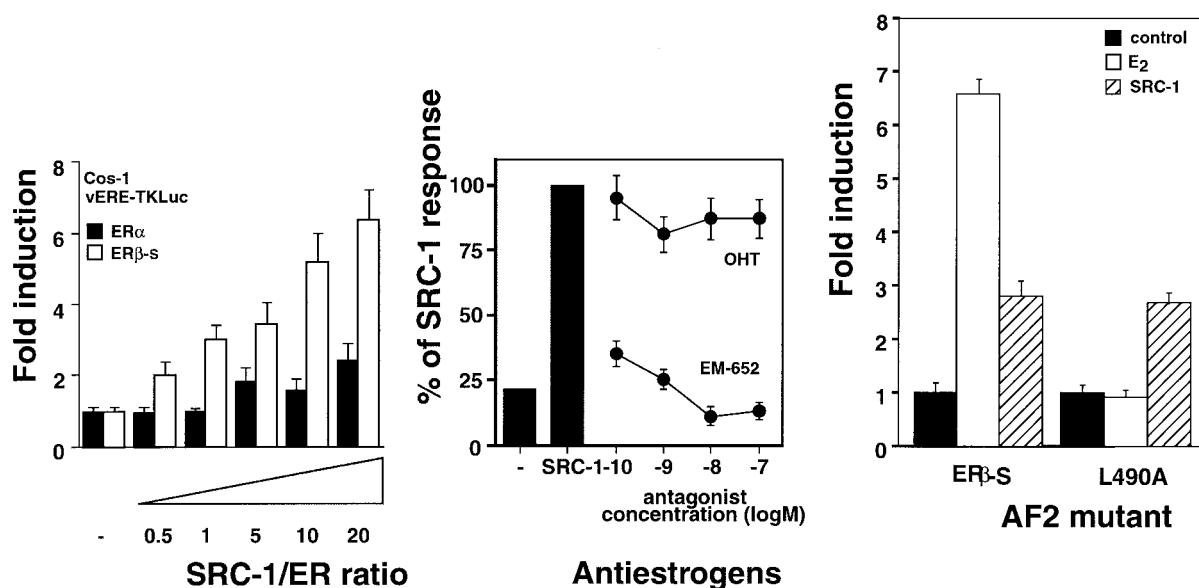 Fold induction
8
6
4
2
0
Cos-1
vERE-TKLuc
ERα
ERβ-S
- 0.5 1 5 10 20
SRC-1/ER ratio
% of SRC-1 response
100
75
50
25
0
OHT
EM-652
- SRC-1 -10 -9 -8 -7
antagonist
concentration (logM)
Antiestrogens
Fold induction
8
7
6
5
4
3
2
1
0
control
E2
SRC-1
ERβ-S L490A
AF2 mutant